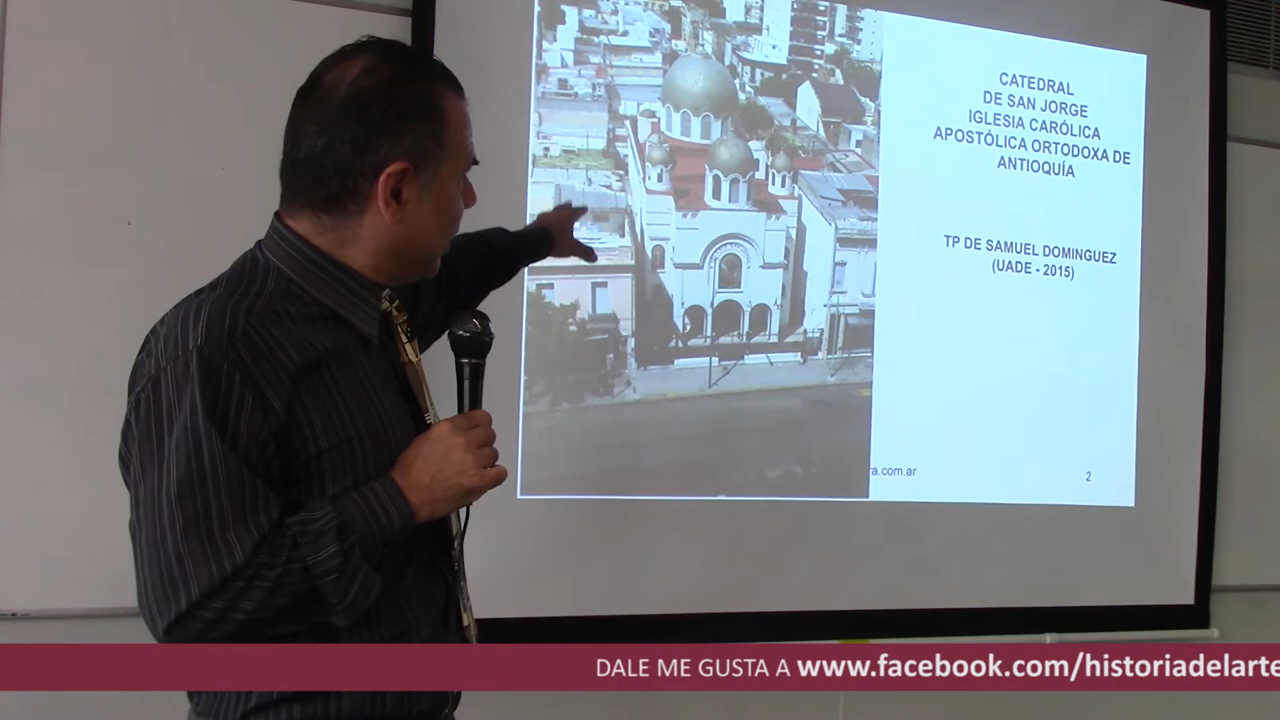 CATEDRAL
DE SAN JORGE
IGLESIA CARÓLICA
APOSTÓLICA ORTODOXA DE
ANTIOQUÍA
TP DE SAMUEL DOMINGUEZ
(UADE - 2015)
ra.com.ar
2
DALE ME GUSTA A www.facebook.com/historiadelarte